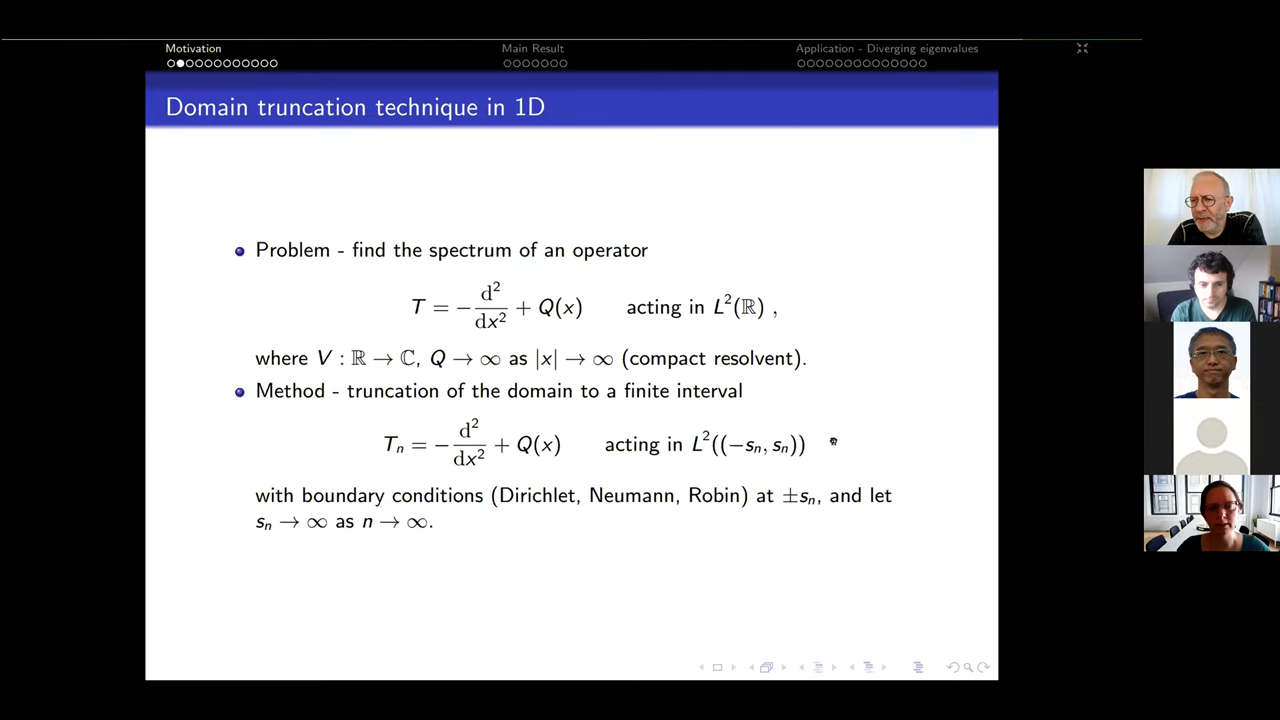 Motivation
Main Result
Application - Diverging eigenvalues
Domain truncation technique in 1D
Problem - find the spectrum of an operator
T = − d²/dx² + Q(x) acting in L²(ℝ) ,
where V : ℝ → ℂ, Q → ∞ as |x| → ∞ (compact resolvent).
Method - truncation of the domain to a finite interval
Tₙ = − d²/dx² + Q(x) acting in L²((−sₙ, sₙ))
with boundary conditions (Dirichlet, Neumann, Robin) at ±sₙ, and let
sₙ → ∞ as n → ∞.